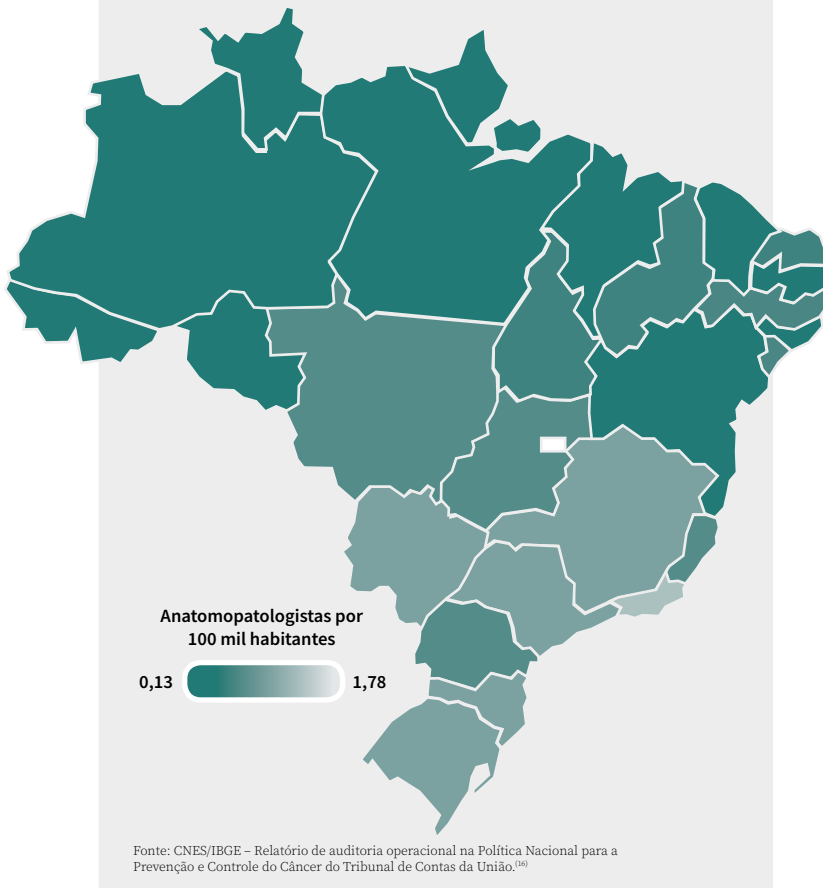 Anatomopatologistas por
100 mil habitantes
0,13 1,78
Fonte: CNES/IBGE – Relatório de auditoria operacional na Política Nacional para a
Prevenção e Controle do Câncer do Tribunal de Contas da União.(16)